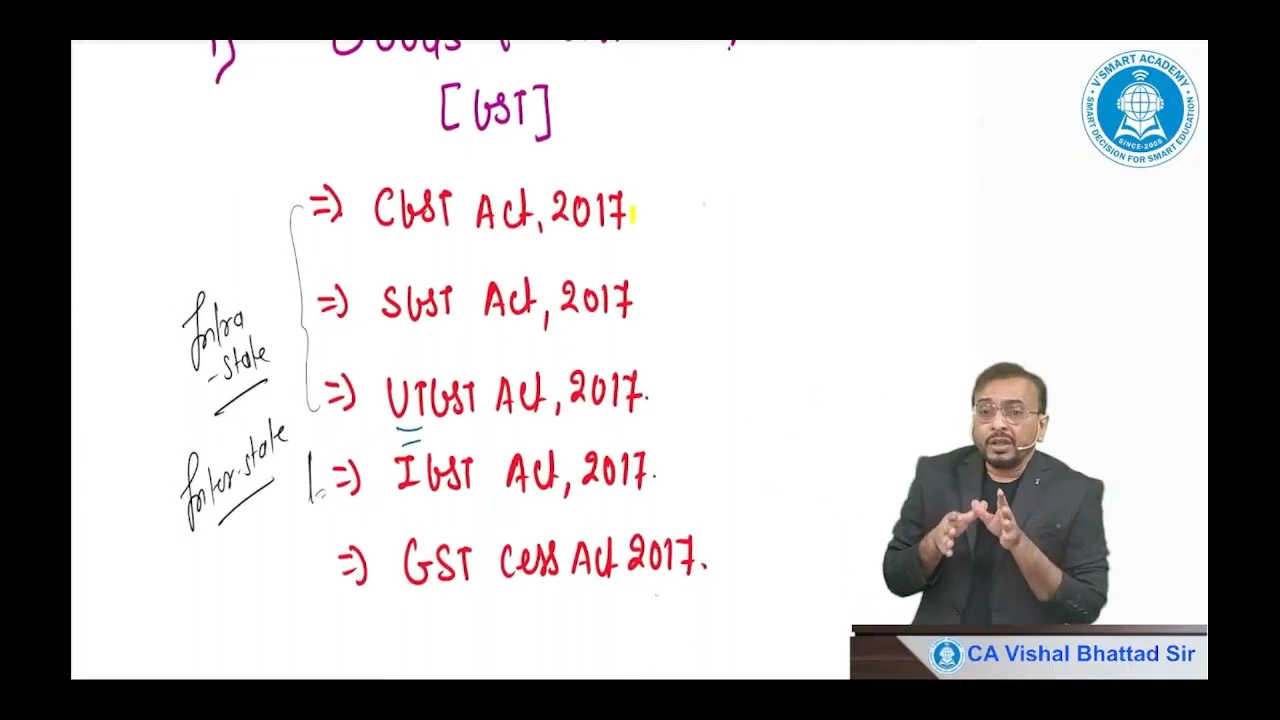 [GST]
=> CGST Act, 2017
=> SGST Act, 2017
=> UTGST Act, 2017.
=> IGST Act, 2017.
=> GST Cess Act 2017.
Intra
-state
Inter-state
V'SMART ACADEMY
SMART DECISION FOR SMART EDUCATION
SINCE-2005
CA Vishal Bhattad Sir